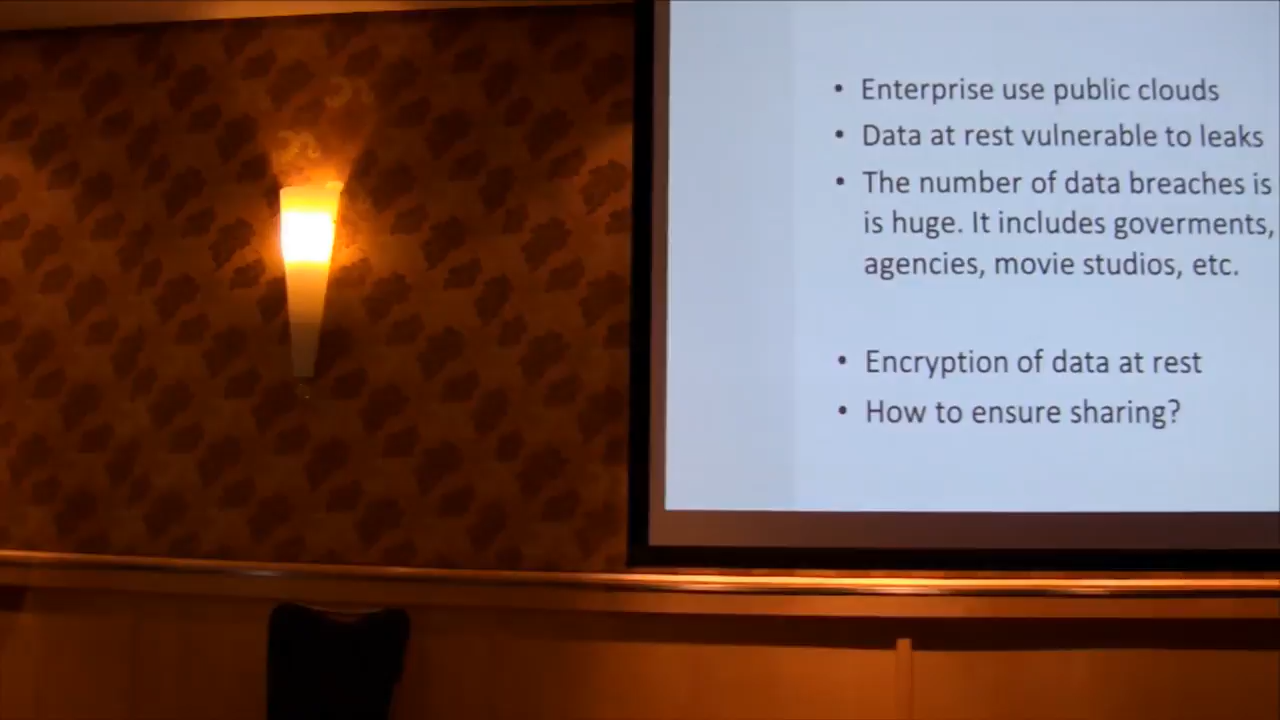 • Enterprise use public clouds
• Data at rest vulnerable to leaks
• The number of data breaches is
is huge. It includes goverments,
agencies, movie studios, etc.
• Encryption of data at rest
• How to ensure sharing?